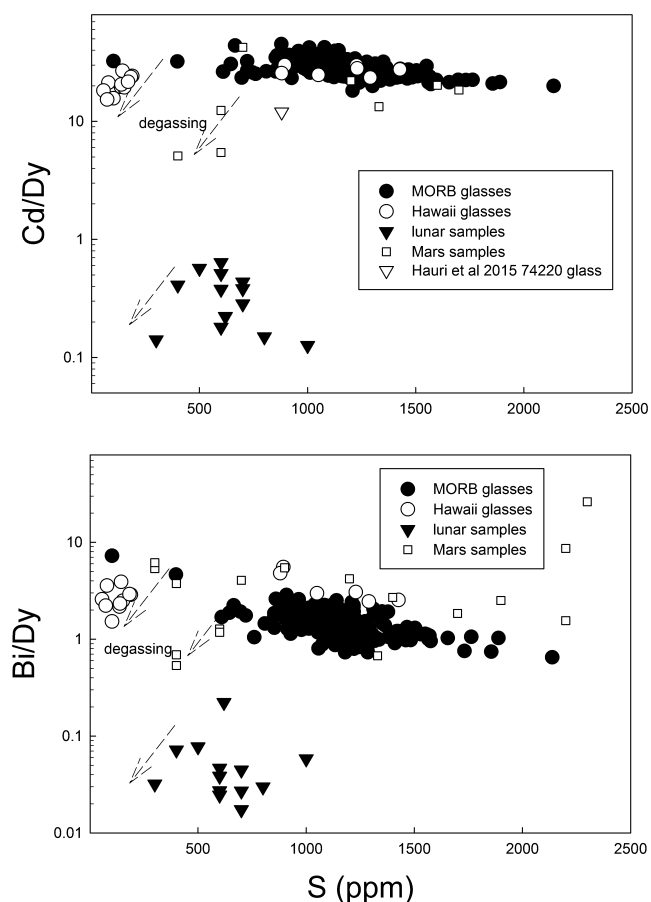 Cd/Dy
10
1
0.1
degassing
MORB glasses
Hawaii glasses
lunar samples
Mars samples
Hauri et al 2015 74220 glass
500
1000
1500
2000
2500
Bi/Dy
10
1
0.1
0.01
degassing
MORB glasses
Hawaii glasses
lunar samples
Mars samples
500
1000
1500
2000
2500
S (ppm)